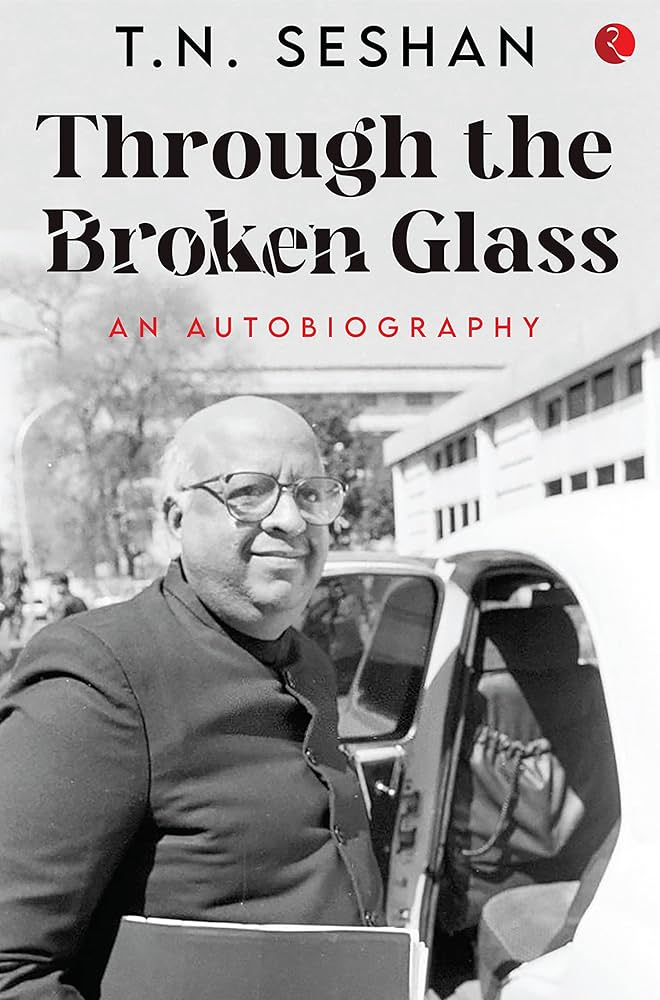 T.N. SESHAN
Through the
Broken Glass
AN AUTOBIOGRAPHY